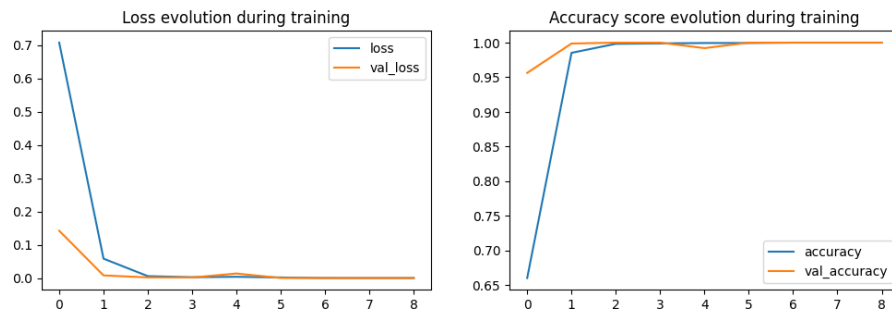 Loss evolution during training
0.7
0.6
0.5
0.4
0.3
0.2
0.1
0.0
0 1 2 3 4 5 6 7 8
loss
val_loss
Accuracy score evolution during training
1.00
0.95
0.90
0.85
0.80
0.75
0.70
0.65
0 1 2 3 4 5 6 7 8
accuracy
val_accuracy